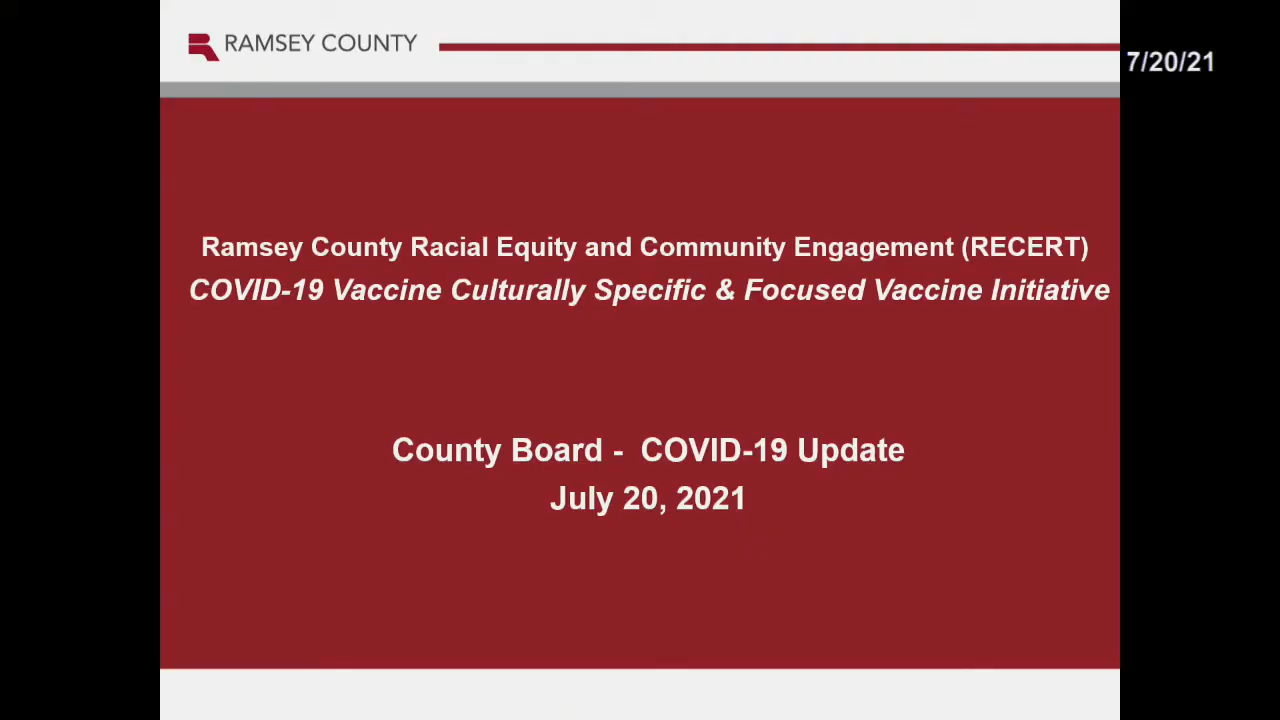 RAMSEY COUNTY
7/20/21
Ramsey County Racial Equity and Community Engagement (RECERT)
COVID-19 Vaccine Culturally Specific & Focused Vaccine Initiative
County Board - COVID-19 Update
July 20, 2021